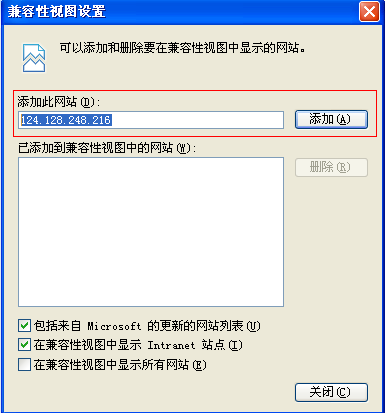 兼容性视图设置
可以添加和删除要在兼容性视图中显示的网站。
添加此网站(D):
124.128.248.216 添加(A)
已添加到兼容性视图中的网站(W):
删除(R)
包括来自 Microsoft 的更新的网站列表(U)
在兼容性视图中显示 Intranet 站点(I)
在兼容性视图中显示所有网站(E)
关闭(C)